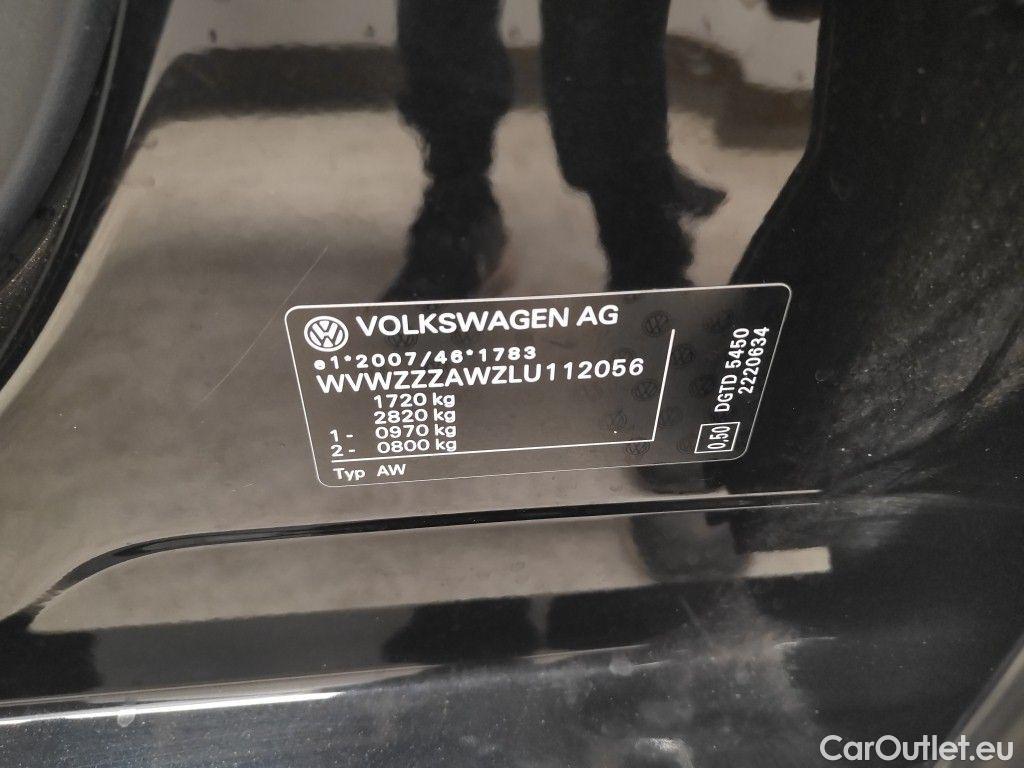 VOLKSWAGEN AG
e1*2007/46*1783
WVWZZZAWZLU112056
1720 kg
2820 kg
1 - 0970 kg
2 - 0800 kg
Typ AW
0,50
DGTD 5450
2220634
CarOutlet.eu